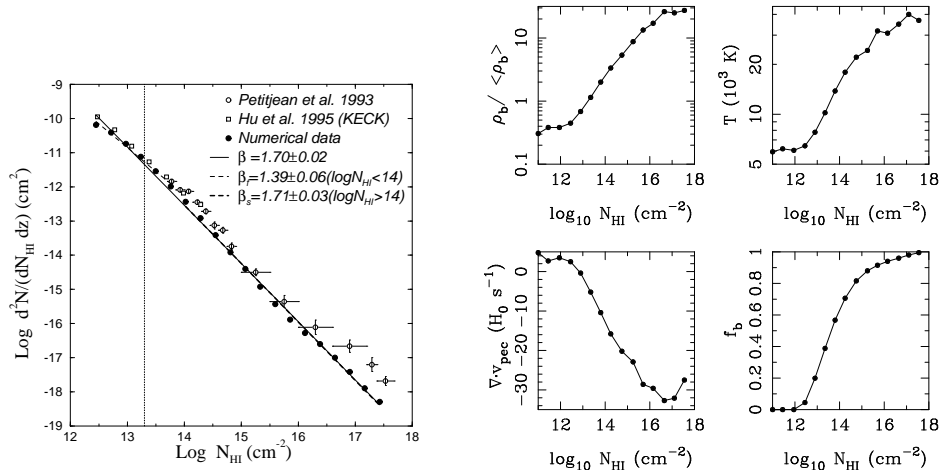 -9
-10
-11
-12
-13
-14
-15
-16
-17
-18
-19
Log d²N/(dN_HI dz) (cm²)
Petitjean et al. 1993
Hu et al. 1995 (KECK)
Numerical data
β =1.70±0.02
β_f=1.39±0.06(logN_HI<14)
β_s=1.71±0.03(logN_HI>14)
12 13 14 15 16 17 18
Log N_HI (cm⁻²)
ρ_b / <ρ_b>
10
1
0.1
12 14 16 18
log₁₀ N_HI (cm⁻²)
T (10³ K)
40
20
5
12 14 16 18
log₁₀ N_HI (cm⁻²)
∇·v_pec (H₀ s⁻¹)
0
−10
−20
−30
12 14 16 18
log₁₀ N_HI (cm⁻²)
f_b
1
0.8
0.6
0.4
0.2
0
12 14 16 18
log₁₀ N_HI (cm⁻²)